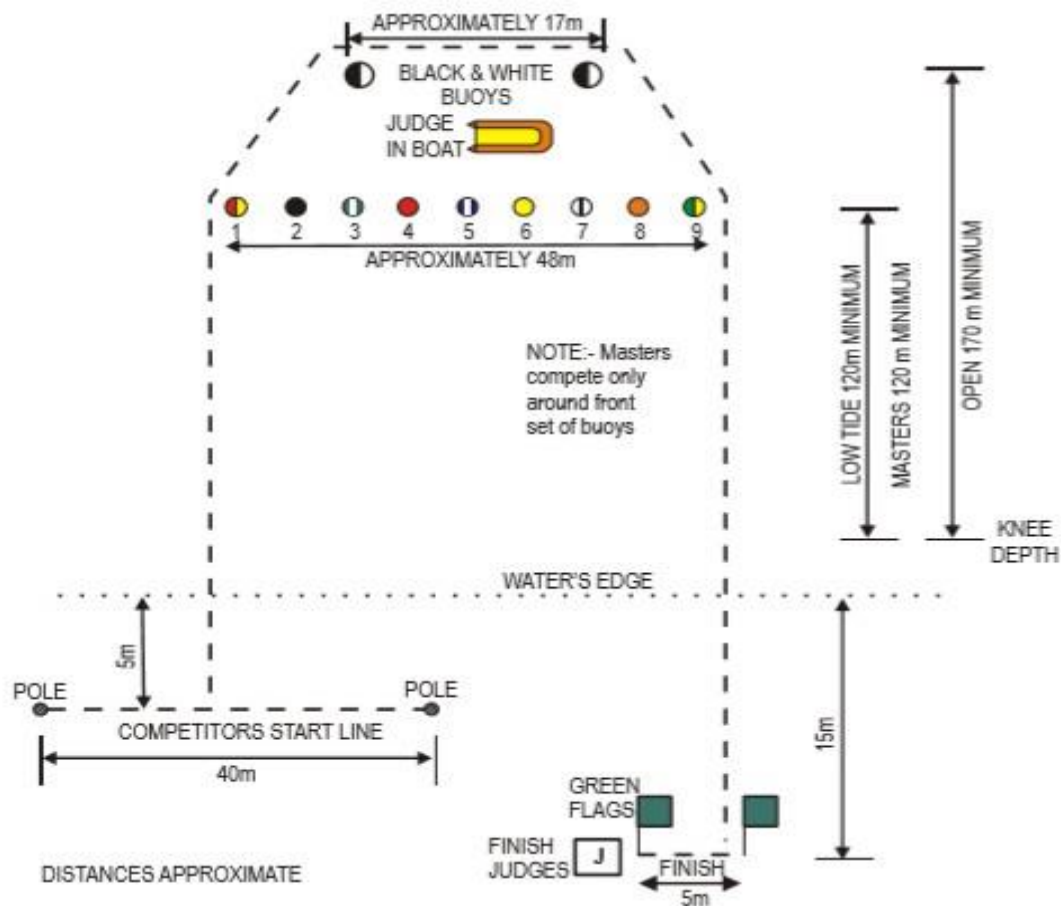 APPROXIMATELY 17m
BLACK & WHITE
BUOYS
JUDGE
IN BOAT
1 2 3 4 5 6 7 8 9
APPROXIMATELY 48m
NOTE:- Masters
compete only
around front
set of buoys
LOW TIDE 120m MINIMUM
MASTERS 120 m MINIMUM
OPEN 170 m MINIMUM
KNEE
DEPTH
WATER'S EDGE
5m
POLE
POLE
COMPETITORS START LINE
40m
15m
GREEN
FLAGS
FINISH
JUDGES
J
FINISH
5m
DISTANCES APPROXIMATE